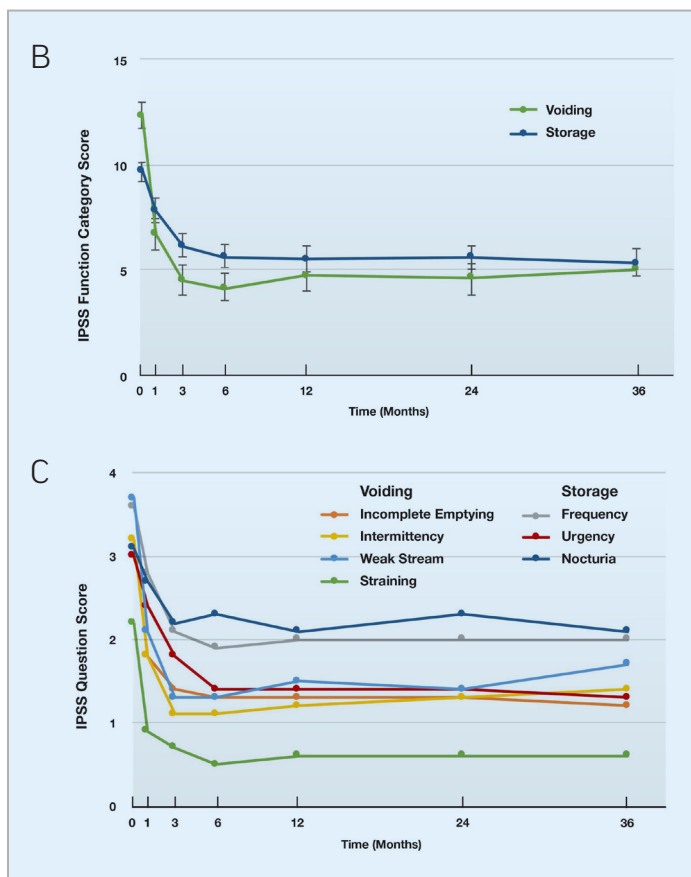 B
15
10
5
0
IPSS Function Category Score
Voiding
Storage
0 1 3 6 12 24 36
Time (Months)
C
4
3
2
1
0
IPSS Question Score
Voiding Storage
Incomplete Emptying Frequency
Intermittency Urgency
Weak Stream Nocturia
Straining
0 1 3 6 12 24 36
Time (Months)